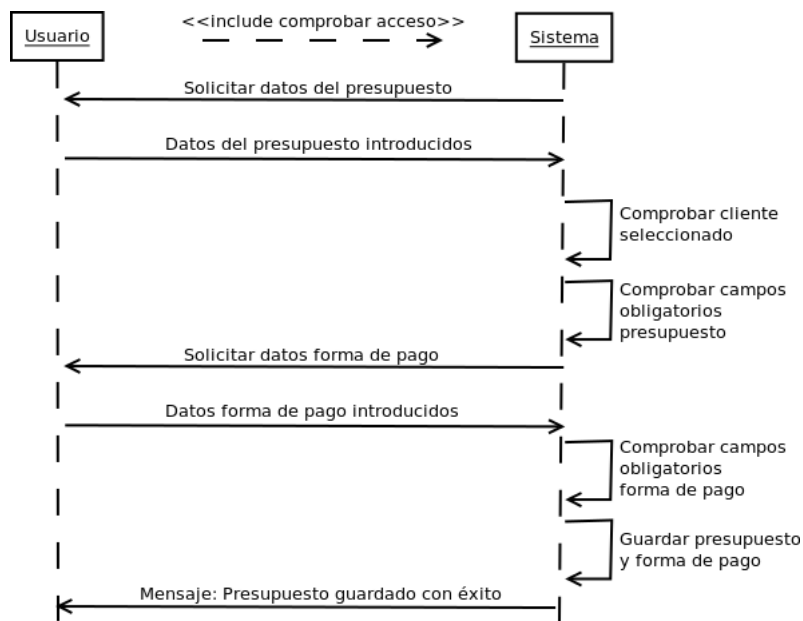 <<include comprobar acceso>>
Usuario
Sistema
Solicitar datos del presupuesto
Datos del presupuesto introducidos
Comprobar cliente
seleccionado
Comprobar campos
obligatorios
presupuesto
Solicitar datos forma de pago
Datos forma de pago introducidos
Comprobar campos
obligatorios
forma de pago
Guardar presupuesto
y forma de pago
Mensaje: Presupuesto guardado con éxito